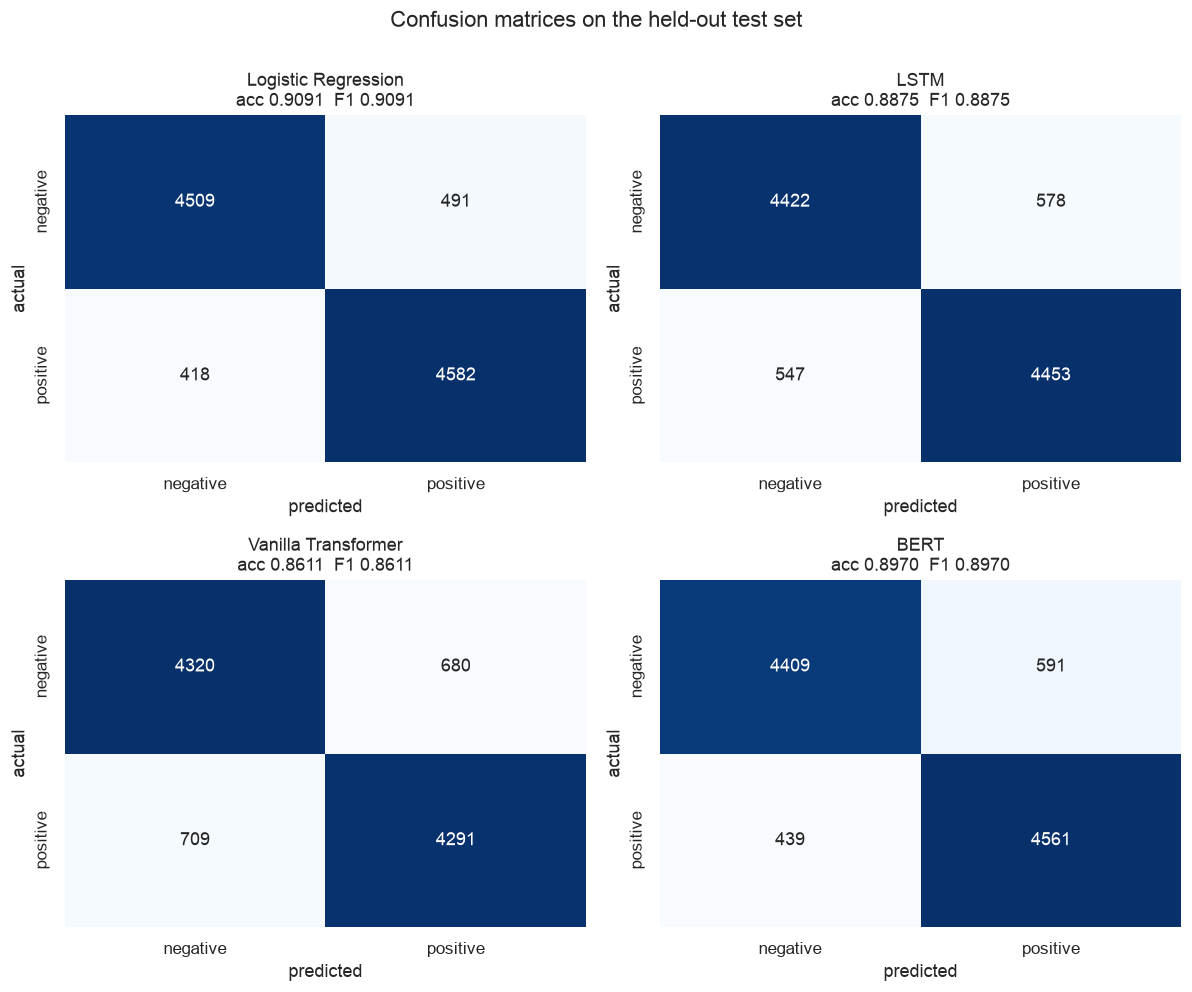 Confusion matrices on the held-out test set
Logistic Regression
acc 0.9091  F1 0.9091
negative
4509
491
actual
positive
418
4582
negative
positive
predicted
LSTM
acc 0.8875  F1 0.8875
negative
4422
578
actual
positive
547
4453
negative
positive
predicted
Vanilla Transformer
acc 0.8611  F1 0.8611
negative
4320
680
actual
positive
709
4291
negative
positive
predicted
BERT
acc 0.8970  F1 0.8970
negative
4409
591
actual
positive
439
4561
negative
positive
predicted